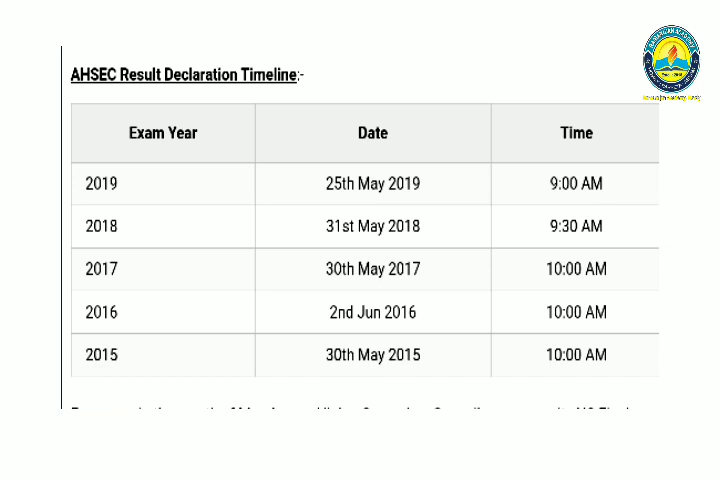 AHSEC Result Declaration Timeline:-
Exam Year Date Time
2019 25th May 2019 9:00 AM
2018 31st May 2018 9:30 AM
2017 30th May 2017 10:00 AM
2016 2nd Jun 2016 10:00 AM
2015 30th May 2015 10:00 AM